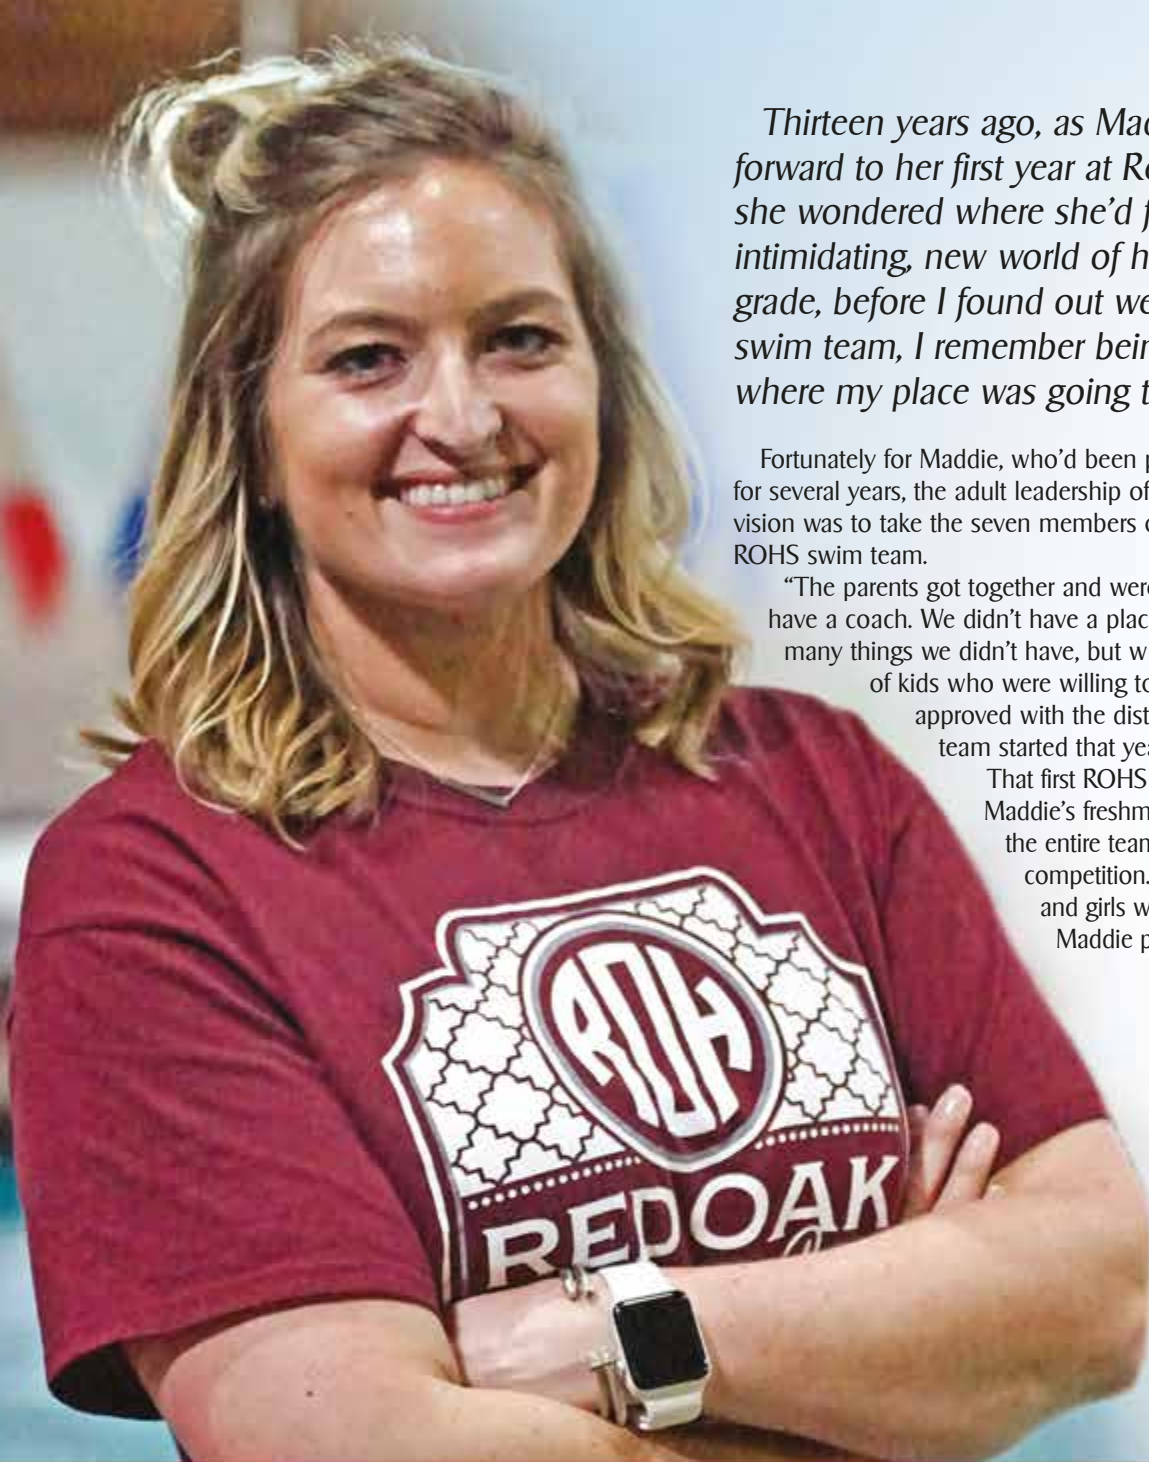 Thirteen years ago, as Mad
forward to her first year at Re
she wondered where she’d f
intimidating, new world of h
grade, before I found out we
swim team, I remember bein
where my place was going t
Fortunately for Maddie, who’d been p
for several years, the adult leadership of
vision was to take the seven members o
ROHS swim team.
“The parents got together and were
have a coach. We didn’t have a plac
many things we didn’t have, but w
of kids who were willing to
approved with the dist
team started that yea
That first ROHS
Maddie’s freshm
the entire team
competition.
and girls w
Maddie p
ROH
RED OAK